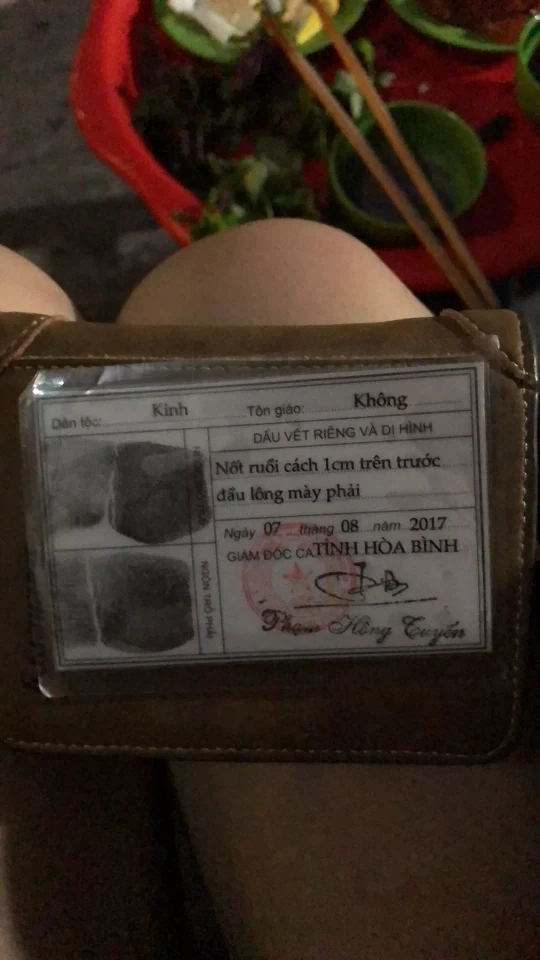 Dân tộc: Kinh Tôn giáo: Không
DẤU VẾT RIÊNG VÀ DỊ HÌNH
Nốt ruồi cách 1cm trên trước
đầu lông mày phải
Ngày 07 tháng 08 năm 2017
GIÁM ĐỐC CA TỈNH HÒA BÌNH
NGÓN TRỎ PHẢI
Phạm Hồng Tuyến